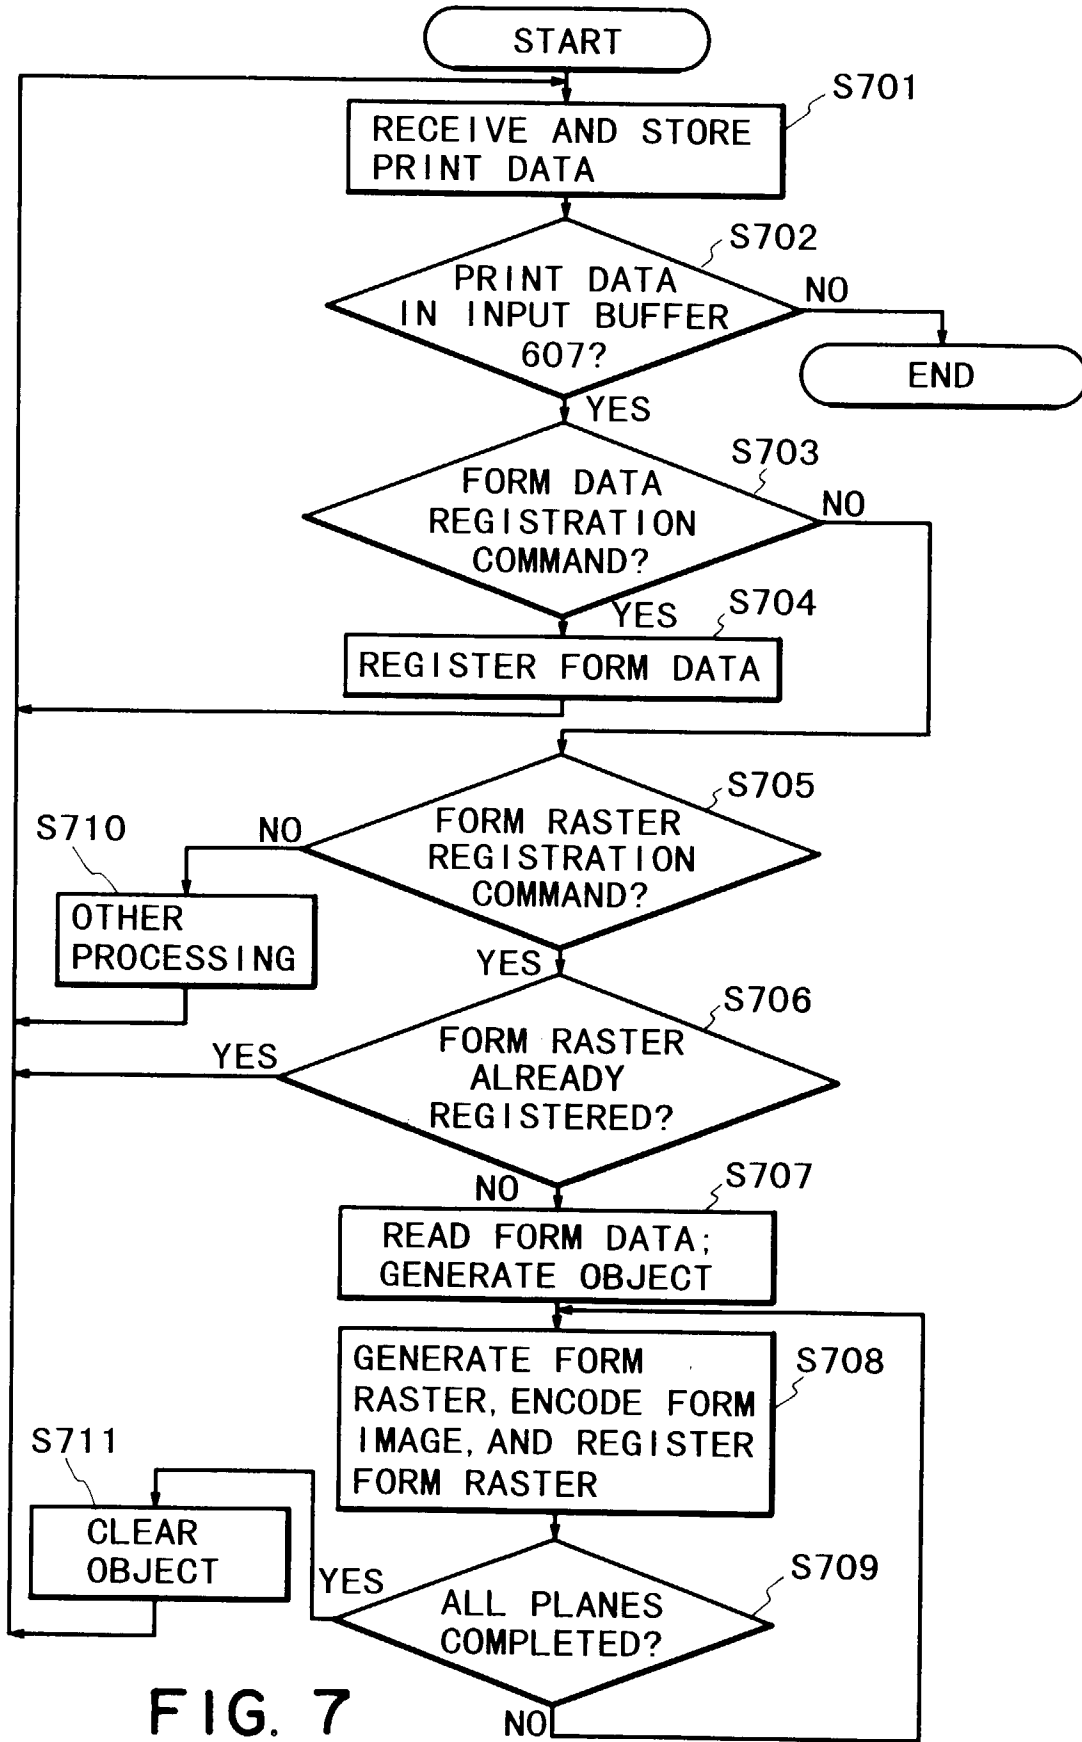 START
S701
RECEIVE AND STORE
PRINT DATA
S702
PRINT DATA
IN INPUT BUFFER
607?
NO
END
YES
S703
FORM DATA
REGISTRATION
COMMAND?
NO
YES
S704
REGISTER FORM DATA
S705
FORM RASTER
REGISTRATION
COMMAND?
NO
S710
OTHER
PROCESSING
YES
S706
FORM RASTER
ALREADY
REGISTERED?
YES
NO
S707
READ FORM DATA;
GENERATE OBJECT
S708
GENERATE FORM
RASTER, ENCODE FORM
IMAGE, AND REGISTER
FORM RASTER
S711
CLEAR
OBJECT
YES
S709
ALL PLANES
COMPLETED?
NO
FIG. 7